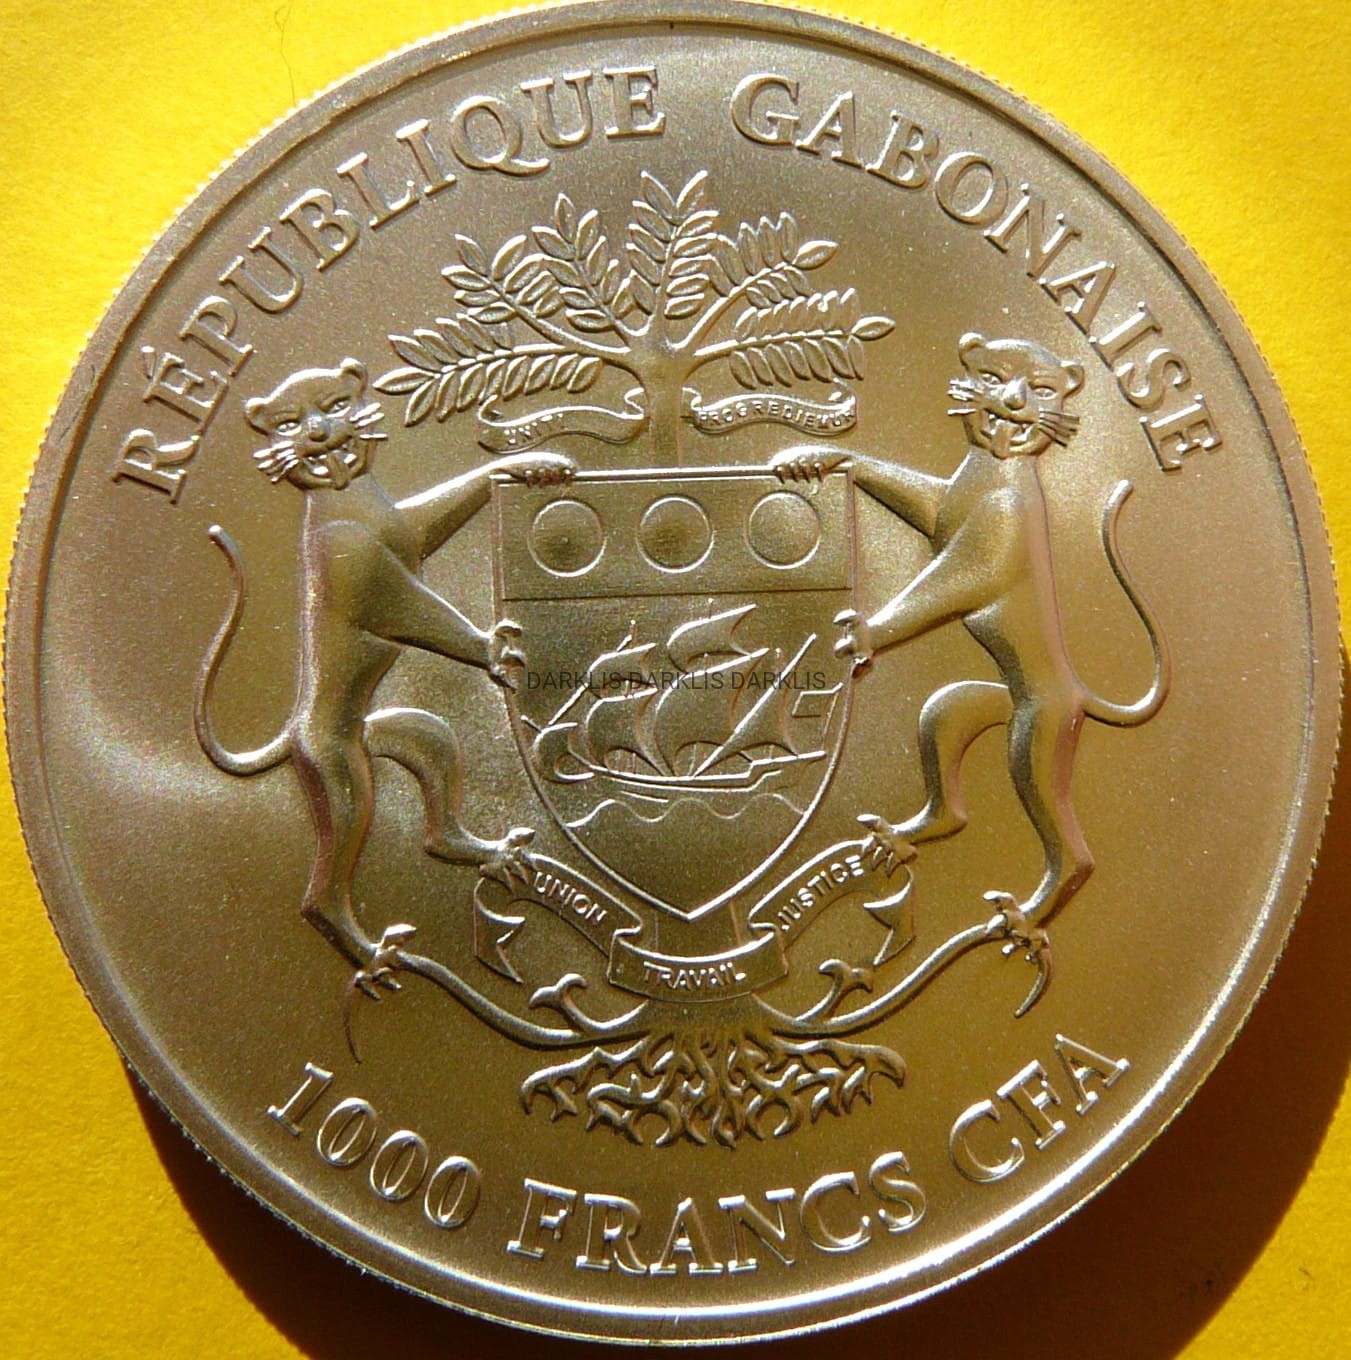 RÉPUBLIQUE GABONAISE
UNITI PROGREDIEMUR
DARKLIS DARKLIS DARKLIS
UNION TRAVAIL JUSTICE
1000 FRANCS CFA